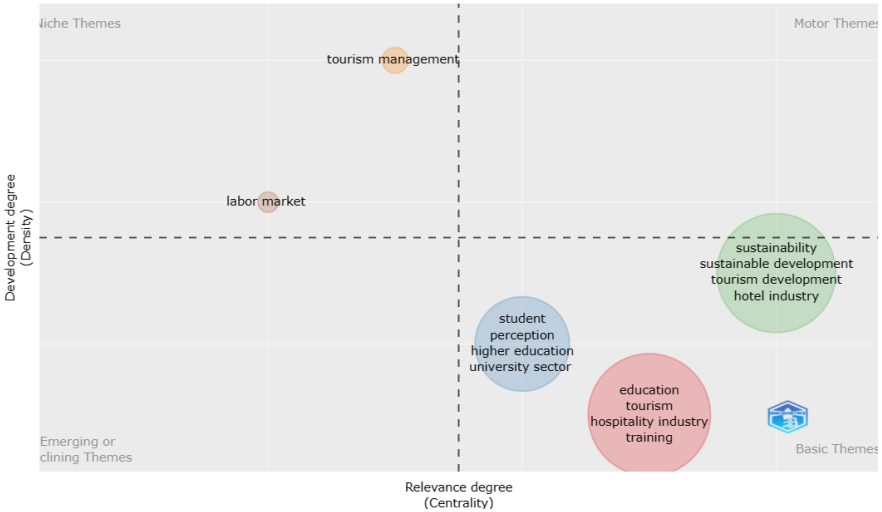 Niche Themes
Motor Themes
tourism management
labor market
sustainability
sustainable development
tourism development
hotel industry
student
perception
higher education
university sector
education
tourism
hospitality industry
training
Emerging or
clining Themes
Basic Themes
Development degree
(Density)
Relevance degree
(Centrality)